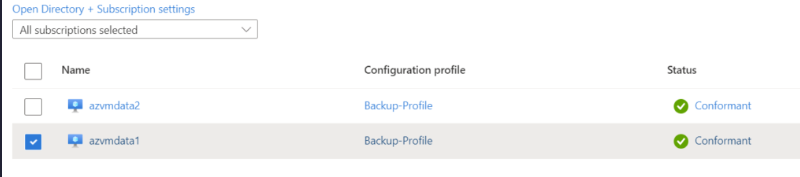 Open Directory + Subscription settings
All subscriptions selected
Name Configuration profile Status
azvmdata2 Backup-Profile Conformant
azvmdata1 Backup-Profile Conformant